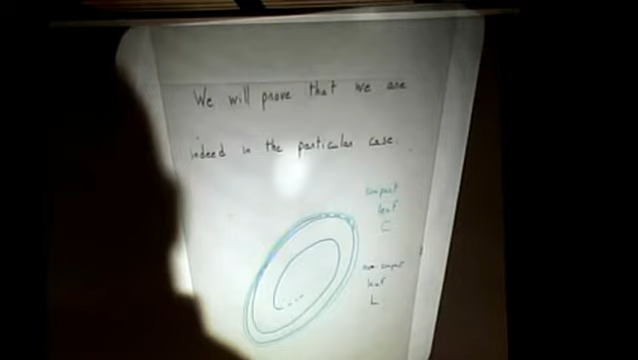 We will prove that we are
indeed in the particular case.
compact
leaf
C
non compact
leaf
L